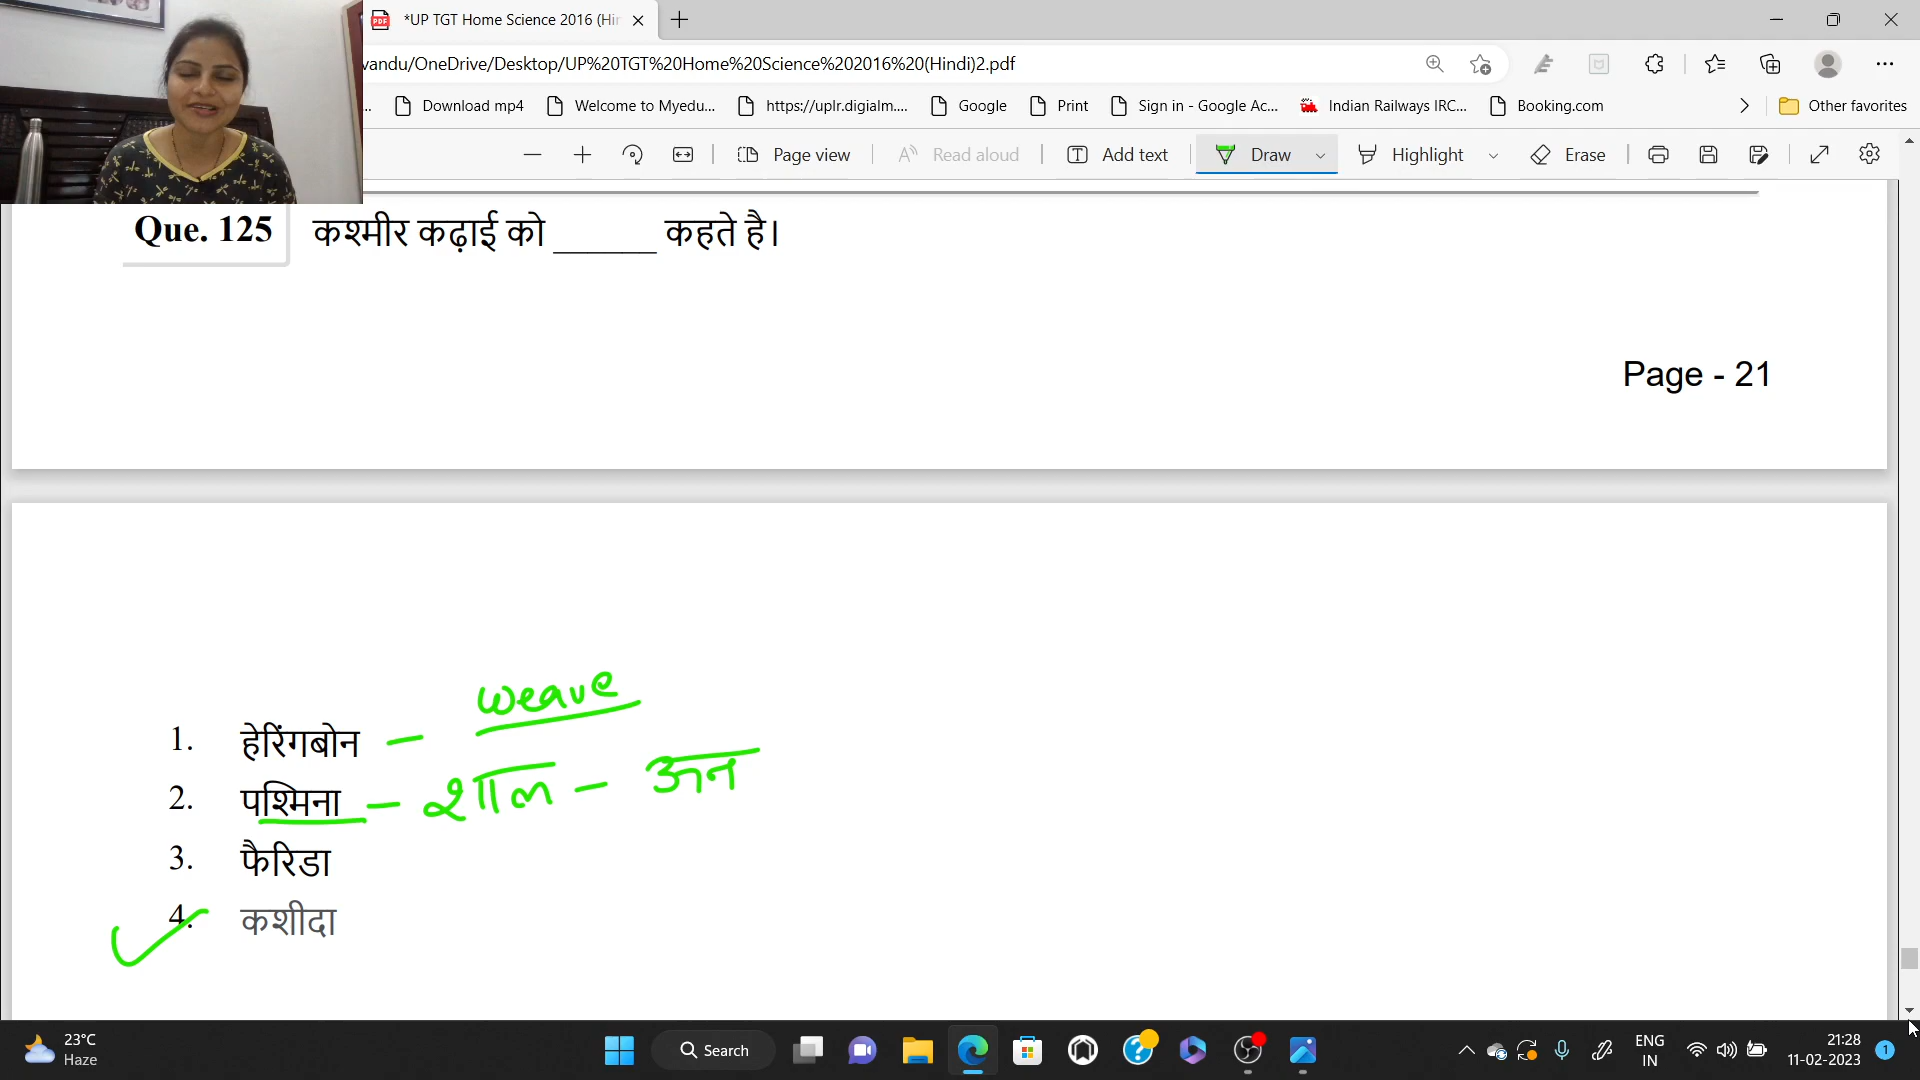 *UP TGT Home Science 2016 (Hi
vandu/OneDrive/Desktop/UP%20TGT%20Home%20Science%202016%20(Hindi)2.pdf
... Download mp4 Welcome to Myedu... https://uplr.digialm.... Google Print Sign in - Google Ac... Indian Railways IRC... Booking.com Other favorites
Page view Read aloud Add text Draw Highlight Erase
Que. 125 कश्मीर कढ़ाई को ______ कहते है।
Page - 21
weave
1. हेरिंगबोन –
2. पश्मिना – शाल – ऊन
3. फैरिडा
4. कशीदा
23°C
Haze
Search
ENG
IN
21:28
11-02-2023
1